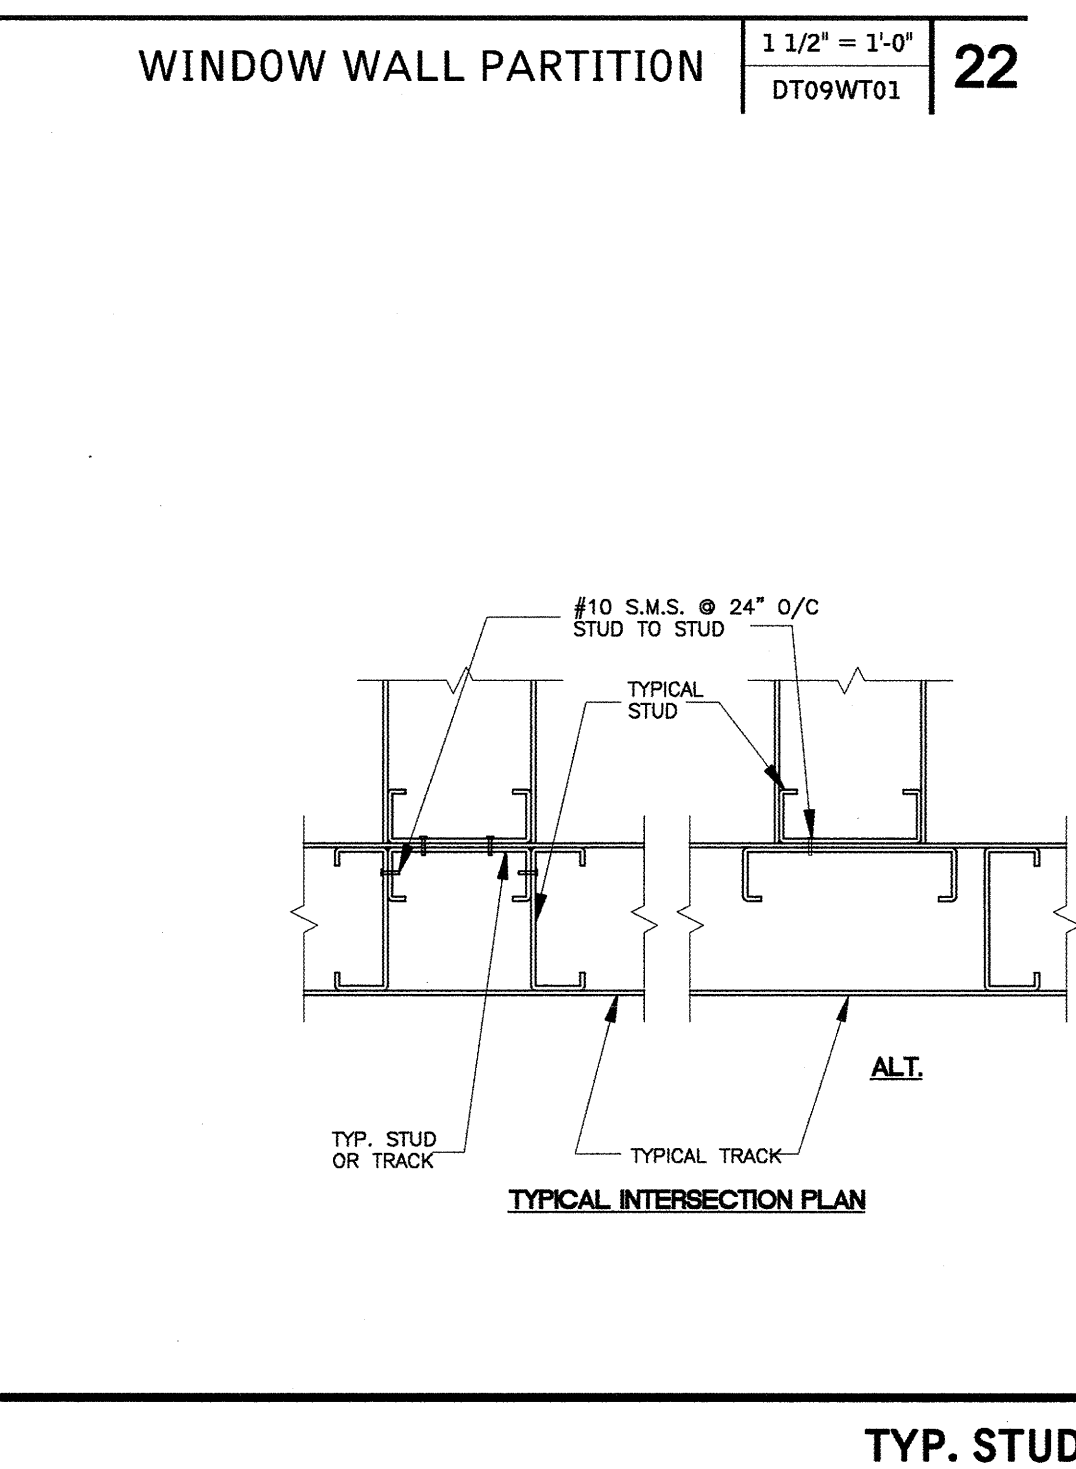 WINDOW WALL PARTITION
1 1/2" = 1'-0"
DT09WT01
22
#10 S.M.S. @ 24" O/C
STUD TO STUD
TYPICAL
STUD
ALT.
TYP. STUD
OR TRACK
TYPICAL TRACK
TYPICAL INTERSECTION PLAN
TYP. STUD